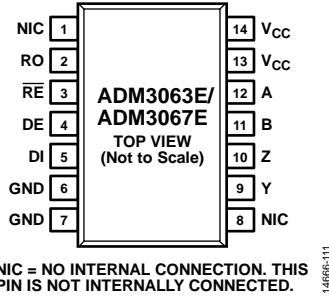 NIC 1
RO 2
RE 3
DE 4
DI 5
GND 6
GND 7
ADM3063E/
ADM3067E
TOP VIEW
(Not to Scale)
14 VCC
13 VCC
12 A
11 B
10 Z
9 Y
8 NIC
NIC = NO INTERNAL CONNECTION. THIS
PIN IS NOT INTERNALLY CONNECTED.
14666-111